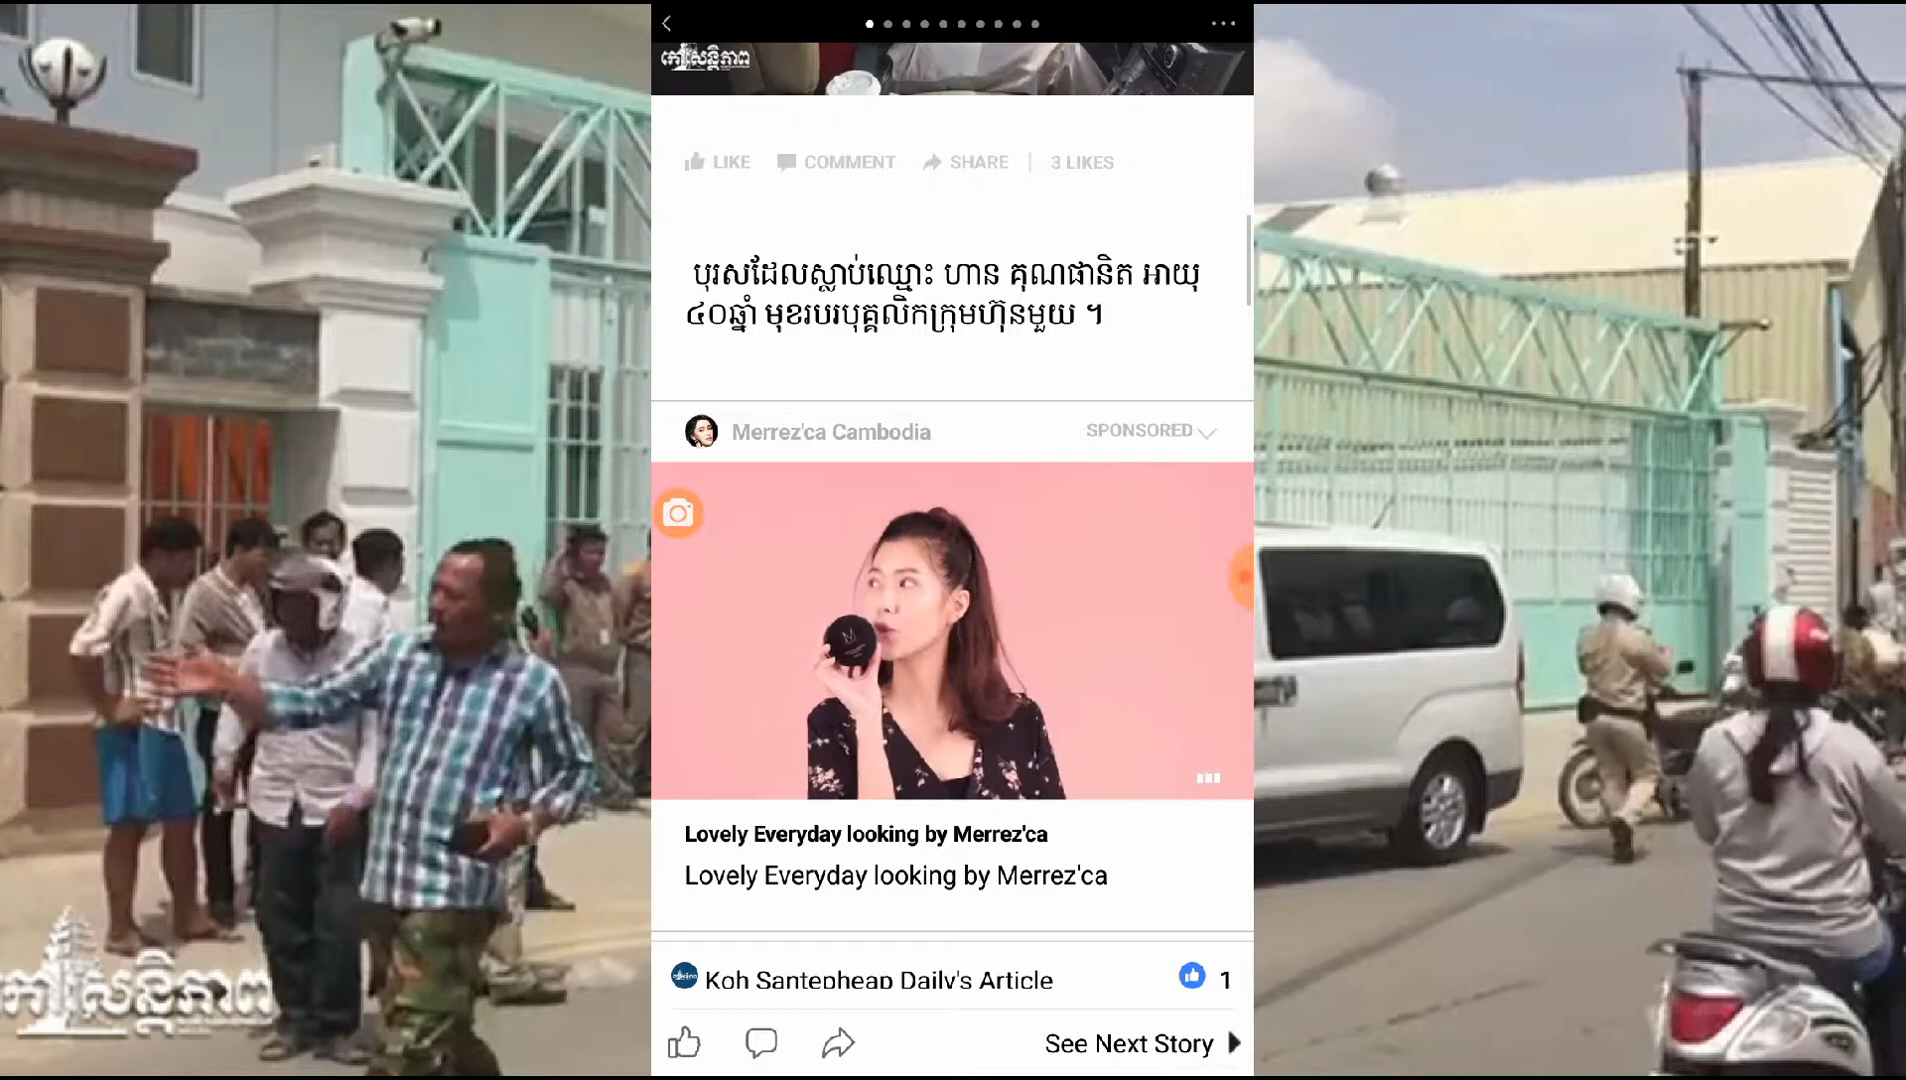 កោះសន្តិភាព
LIKE COMMENT SHARE 3 LIKES
បុរសដែលស្លាប់ឈ្មោះ ហាន គុណផានិត អាយុ
៤០ឆ្នាំ មុខរបរបុគ្គលិកក្រុមហ៊ុនមួយ ។
Merrez'ca Cambodia SPONSORED
M
Lovely Everyday looking by Merrez'ca
Lovely Everyday looking by Merrez'ca
Koh Santepheap Daily's Article 1
See Next Story
កោះសន្តិភាព